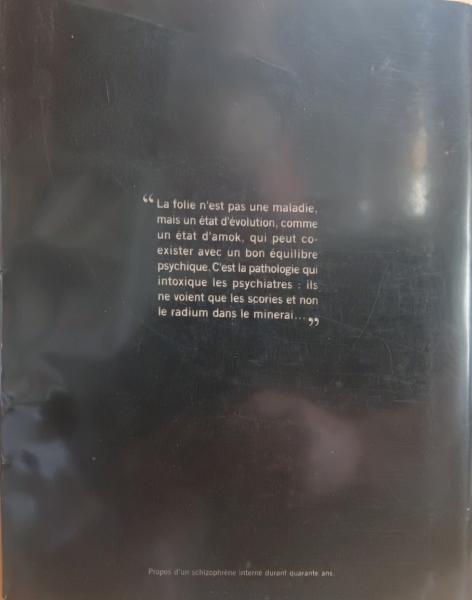 “La folie n'est pas une maladie,
mais un état d'évolution, comme
un état d'amok, qui peut co-
exister avec un bon équilibre
psychique. C'est la pathologie qui
intoxique les psychiatres : ils
ne voient que les scories et non
le radium dans le minerai...”
Propos d'un schizophrène interné durant quarante ans.